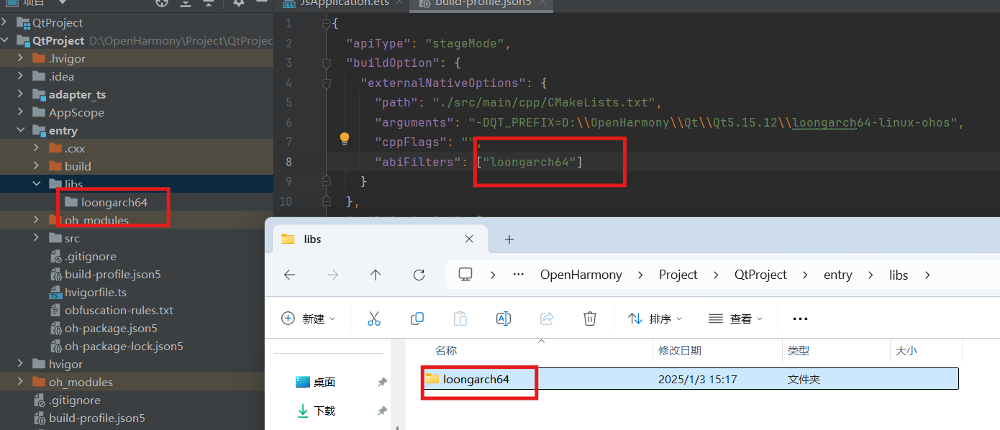 项目
JsApplication.ets
build-profile.json5
QtProject
QtProject D:\OpenHarmony\Project\QtProjec
.hvigor
.idea
adapter_ts
AppScope
entry
.cxx
build
libs
loongarch64
oh_modules
src
.gitignore
build-profile.json5
hvigorfile.ts
obfuscation-rules.txt
oh-package.json5
oh-package-lock.json5
hvigor
oh_modules
.gitignore
build-profile.json5
1 {
2 "apiType": "stageMode",
3 "buildOption": {
4 "externalNativeOptions": {
5 "path": "./src/main/cpp/CMakeLists.txt",
6 "arguments": "-DQT_PREFIX=D:\\OpenHarmony\\Qt\\Qt5.15.12\\loongarch64-linux-ohos",
7 "cppFlags": "",
8 "abiFilters": ["loongarch64"]
9 }
10 },
libs
OpenHarmony Project QtProject entry libs
新建 排序 查看
名称 修改日期 类型 大小
loongarch64 2025/1/3 15:17 文件夹
桌面
下载